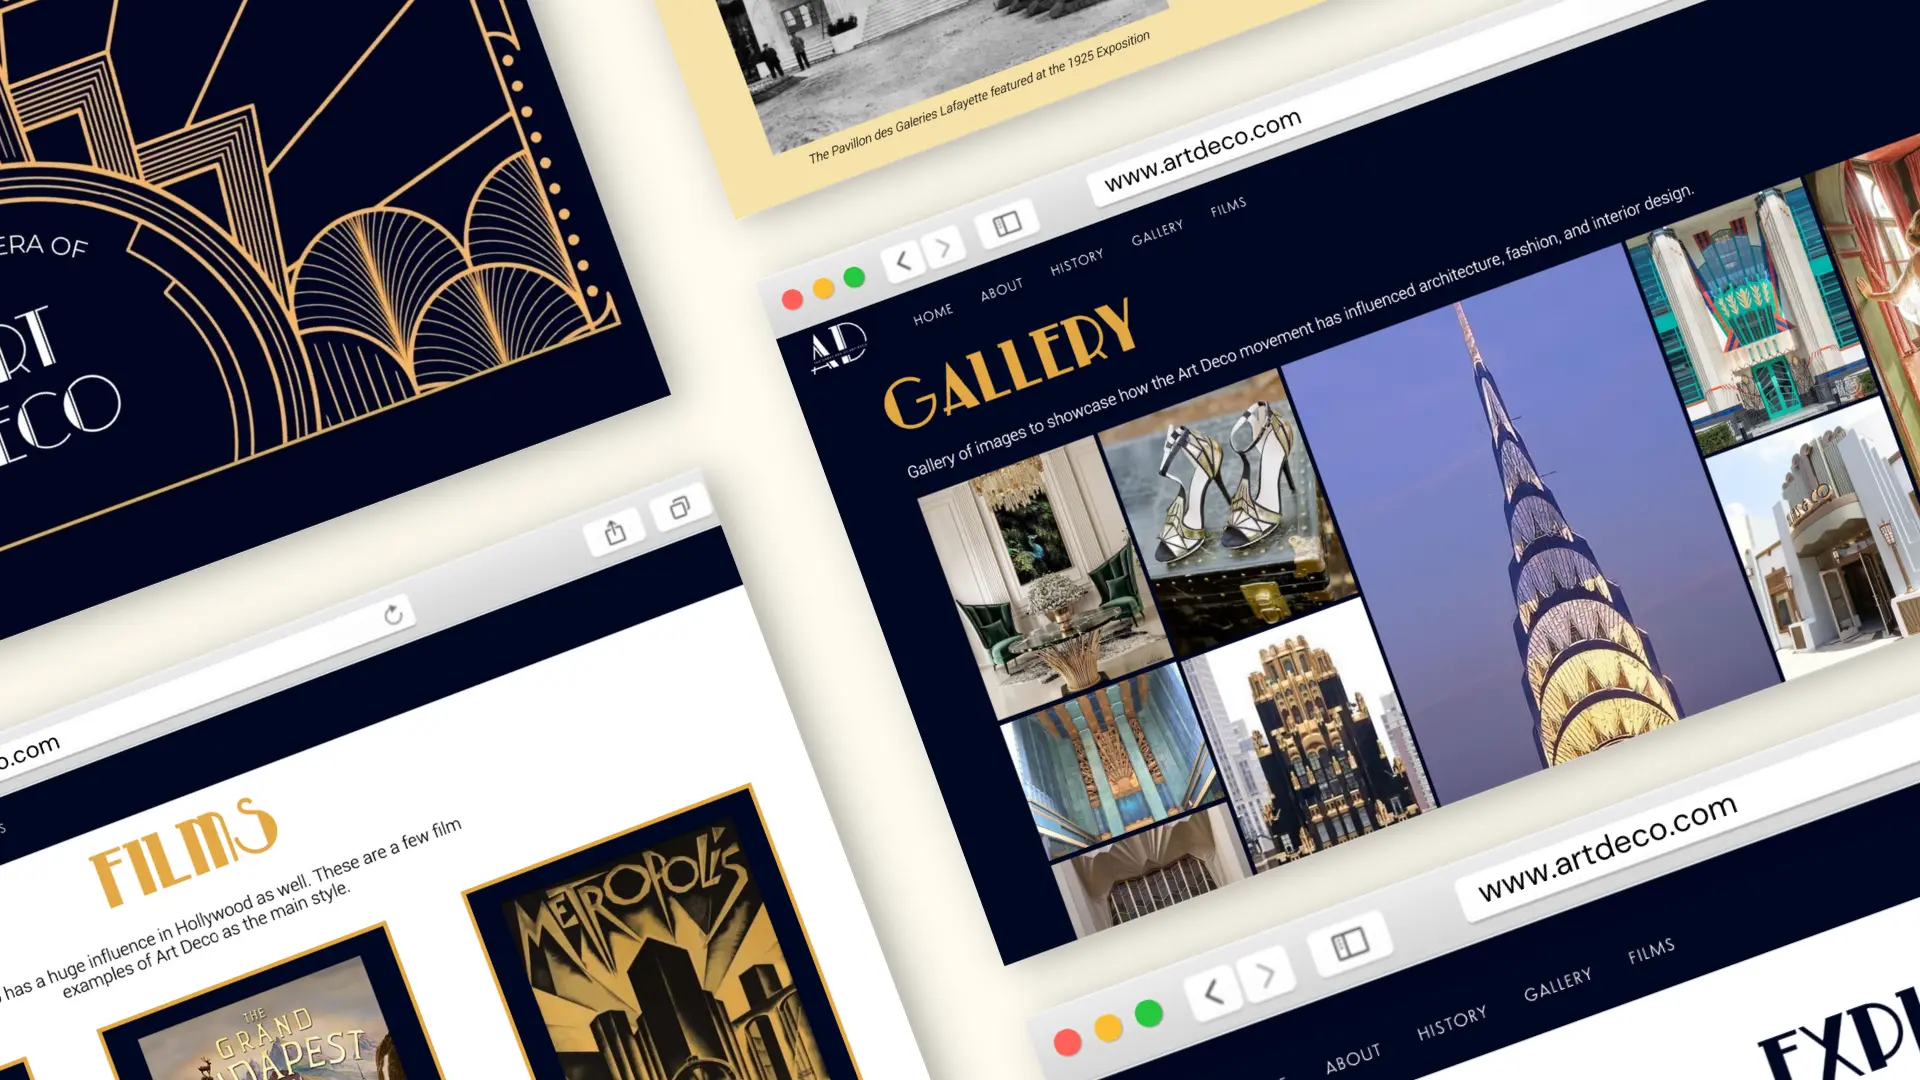 ERA OF
RT
ECO
The Pavillon des Galeries Lafayette featured at the 1925 Exposition
www.artdeco.com
AD
HOME ABOUT HISTORY GALLERY FILMS
GALLERY
Gallery of images to showcase how the Art Deco movement has influenced architecture, fashion, and interior design.
o.com
S
FILMS
has a huge influence in Hollywood as well. These are a few film
examples of Art Deco as the main style.
THE
GRAND
UDAPEST
METROPOLIS
www.artdeco.com
ABOUT HISTORY GALLERY FILMS
EXPL